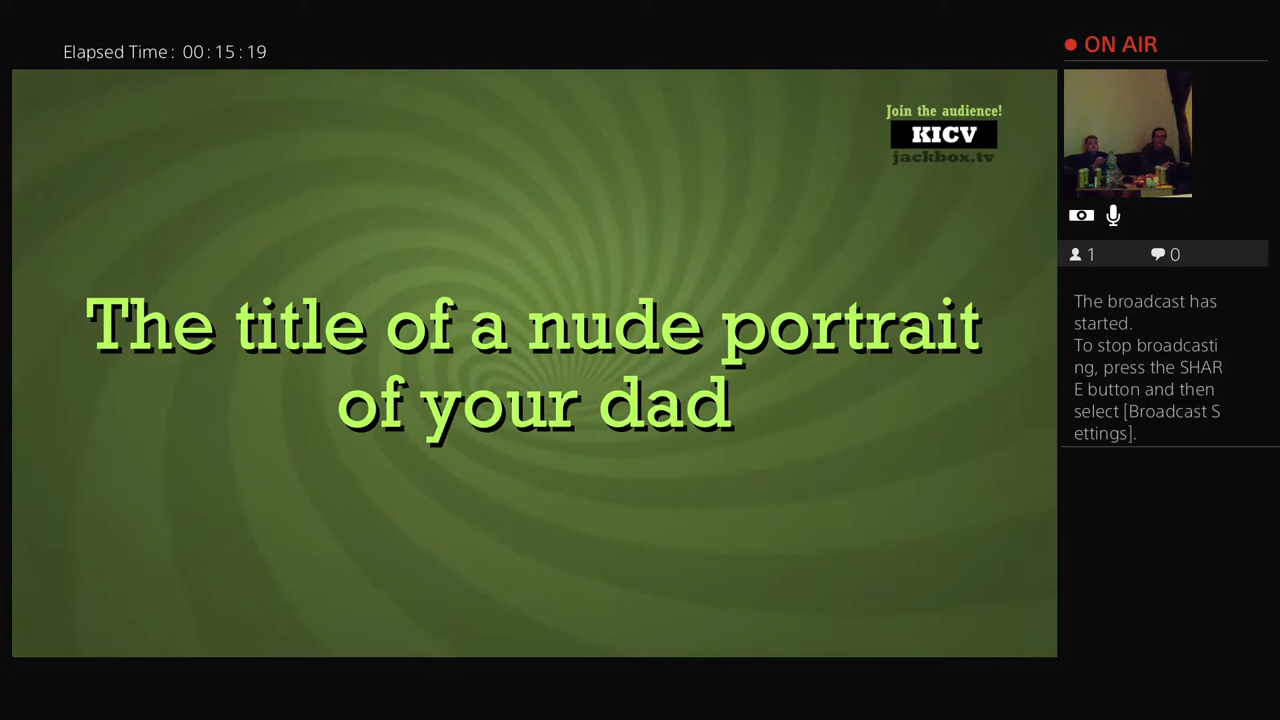 Elapsed Time: 00:15:19
ON AIR
Join the audience!
KICV
jackbox.tv
1 0
The title of a nude portrait
of your dad
The broadcast has
started.
To stop broadcasti
ng, press the SHAR
E button and then
select [Broadcast S
ettings].